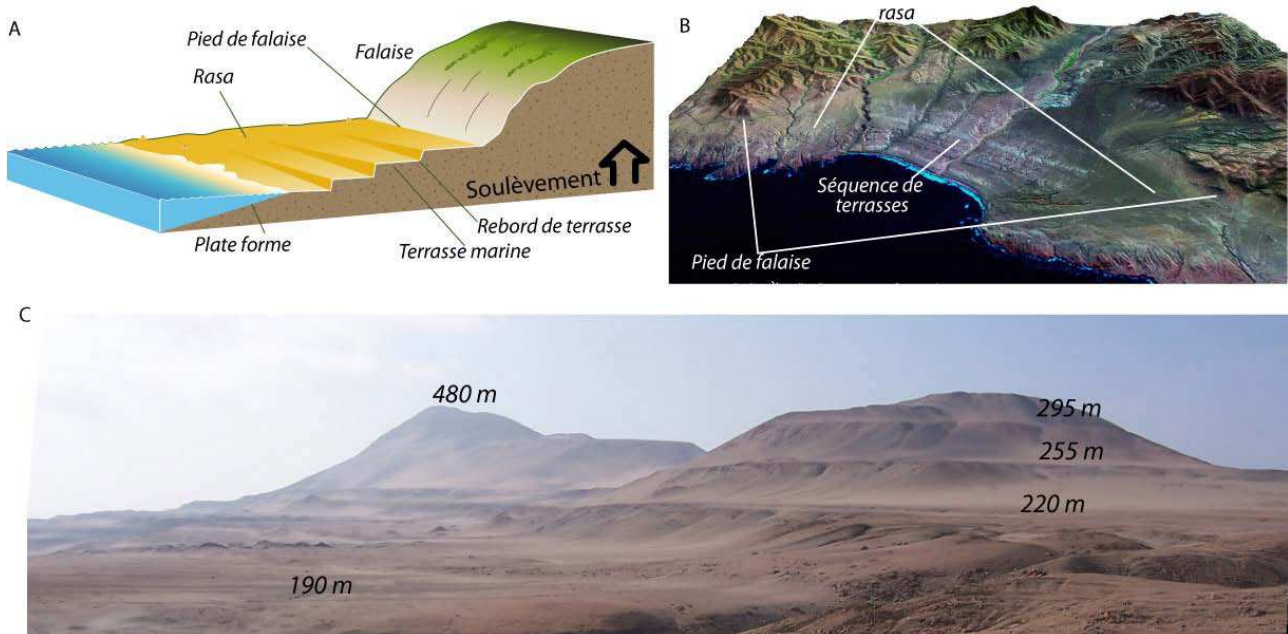 A
Pied de falaise
Falaise
Rasa
Soulèvement
Rebord de terrasse
Terrasse marine
Plate forme
B
rasa
Séquence de
terrasses
Pied de falaise
C
480 m
295 m
255 m
220 m
190 m